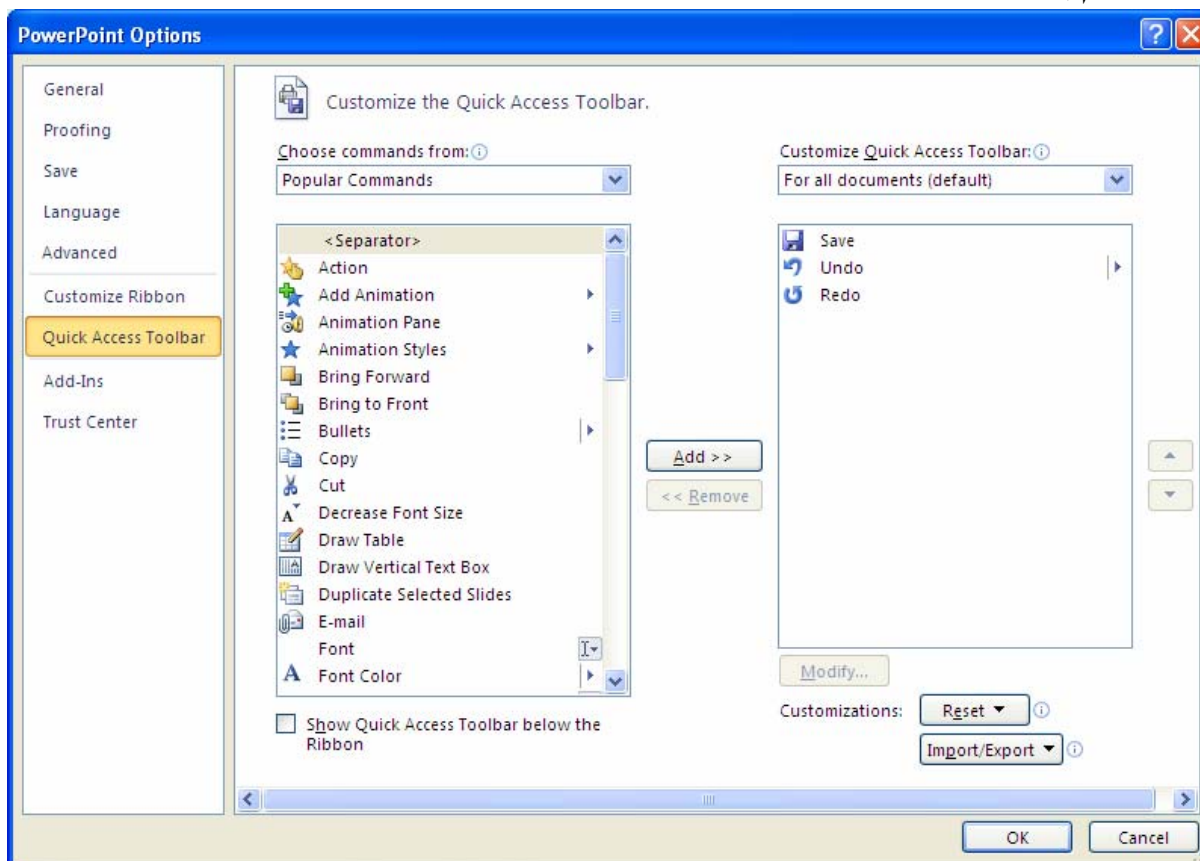 PowerPoint Options
General
Proofing
Save
Language
Advanced
Customize Ribbon
Quick Access Toolbar
Add-Ins
Trust Center
Customize the Quick Access Toolbar.
Choose commands from:
Popular Commands
<Separator>
Action
Add Animation
Animation Pane
Animation Styles
Bring Forward
Bring to Front
Bullets
Copy
Cut
Decrease Font Size
Draw Table
Draw Vertical Text Box
Duplicate Selected Slides
E-mail
Font
Font Color
Show Quick Access Toolbar below the
Ribbon
Add >>
<< Remove
Customize Quick Access Toolbar:
For all documents (default)
Save
Undo
Redo
Modify...
Customizations:
Reset
Import/Export
OK
Cancel